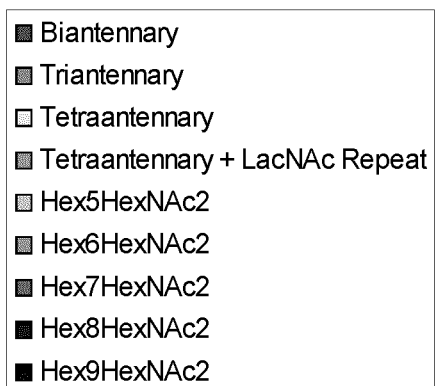 Biantennary
Triantennary
Tetraantennary
Tetraantennary + LacNAc Repeat
Hex5HexNAc2
Hex6HexNAc2
Hex7HexNAc2
Hex8HexNAc2
Hex9HexNAc2